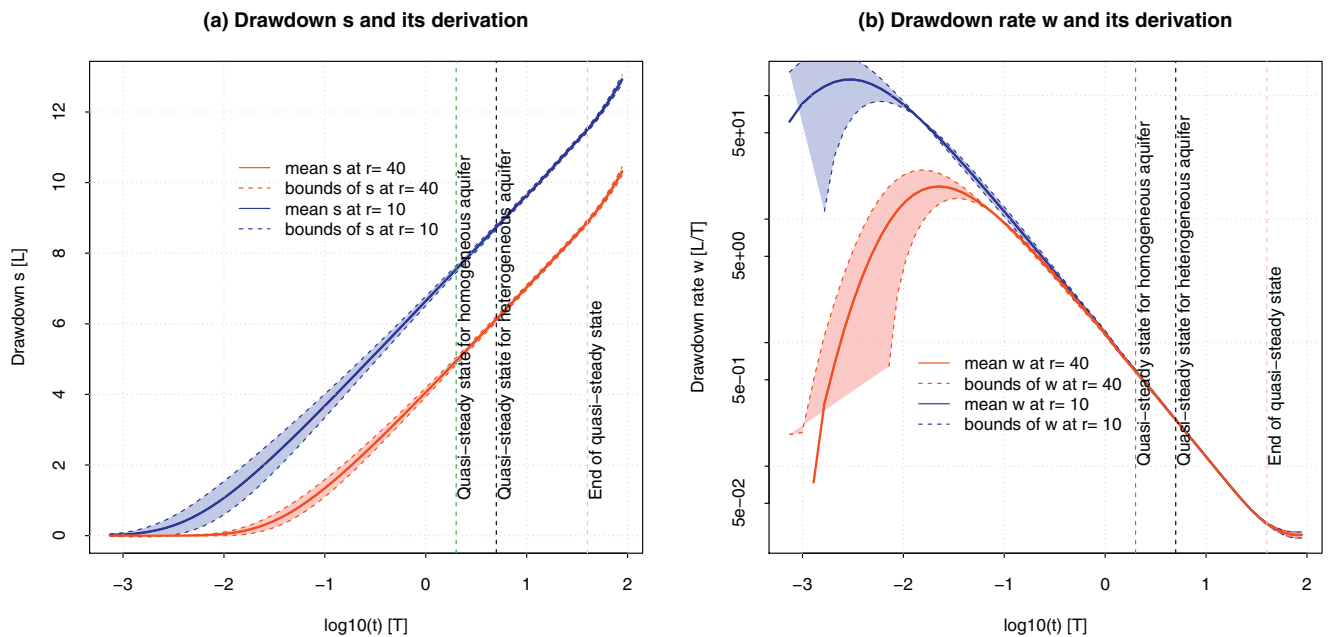 (a) Drawdown s and its derivation
Drawdown s [L]
12
10
8
6
4
2
0
mean s at r= 40
bounds of s at r= 40
mean s at r= 10
bounds of s at r= 10
Quasi−steady state for homogeneous aquifer
Quasi−steady state for heterogeneous aquifer
End of quasi−steady state
−3 −2 −1 0 1 2
log10(t) [T]
(b) Drawdown rate w and its derivation
Drawdown rate w [L/T]
5e+01
5e+00
5e−01
5e−02
mean w at r= 40
bounds of w at r= 40
mean w at r= 10
bounds of w at r= 10
Quasi−steady state for homogeneous aquifer
Quasi−steady state for heterogeneous aquifer
End of quasi−steady state
−3 −2 −1 0 1 2
log10(t) [T]